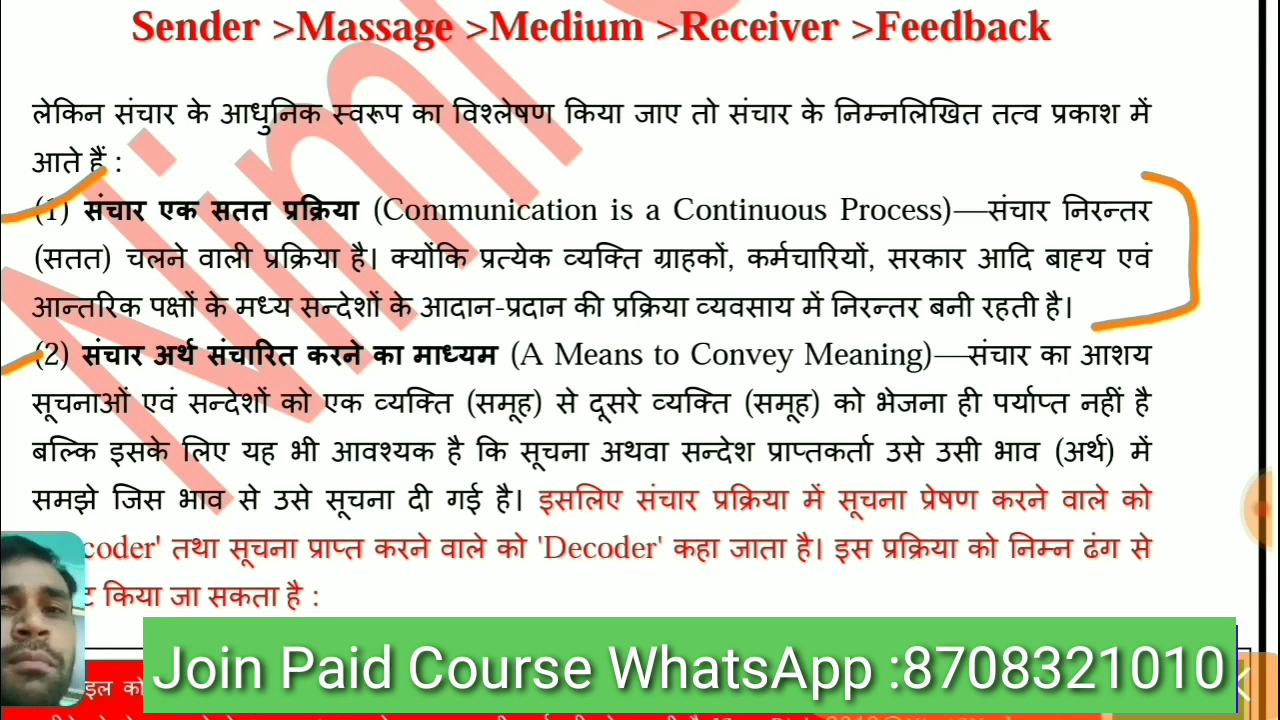 Sender >Massage >Medium >Receiver >Feedback
लेकिन संचार के आधुनिक स्वरूप का विश्लेषण किया जाए तो संचार के निम्नलिखित तत्व प्रकाश में
आते हैं :
(1) संचार एक सतत प्रक्रिया (Communication is a Continuous Process)—संचार निरन्तर
(सतत) चलने वाली प्रक्रिया है। क्योंकि प्रत्येक व्यक्ति ग्राहकों, कर्मचारियों, सरकार आदि बाह्य एवं
आन्तरिक पक्षों के मध्य सन्देशों के आदान-प्रदान की प्रक्रिया व्यवसाय में निरन्तर बनी रहती है।
(2) संचार अर्थ संचारित करने का माध्यम (A Means to Convey Meaning)—संचार का आशय
सूचनाओं एवं सन्देशों को एक व्यक्ति (समूह) से दूसरे व्यक्ति (समूह) को भेजना ही पर्याप्त नहीं है
बल्कि इसके लिए यह भी आवश्यक है कि सूचना अथवा सन्देश प्राप्तकर्ता उसे उसी भाव (अर्थ) में
समझे जिस भाव से उसे सूचना दी गई है। इसलिए संचार प्रक्रिया में सूचना प्रेषण करने वाले को
coder' तथा सूचना प्राप्त करने वाले को 'Decoder' कहा जाता है। इस प्रक्रिया को निम्न ढंग से
किया जा सकता है :
Join Paid Course WhatsApp :8708321010